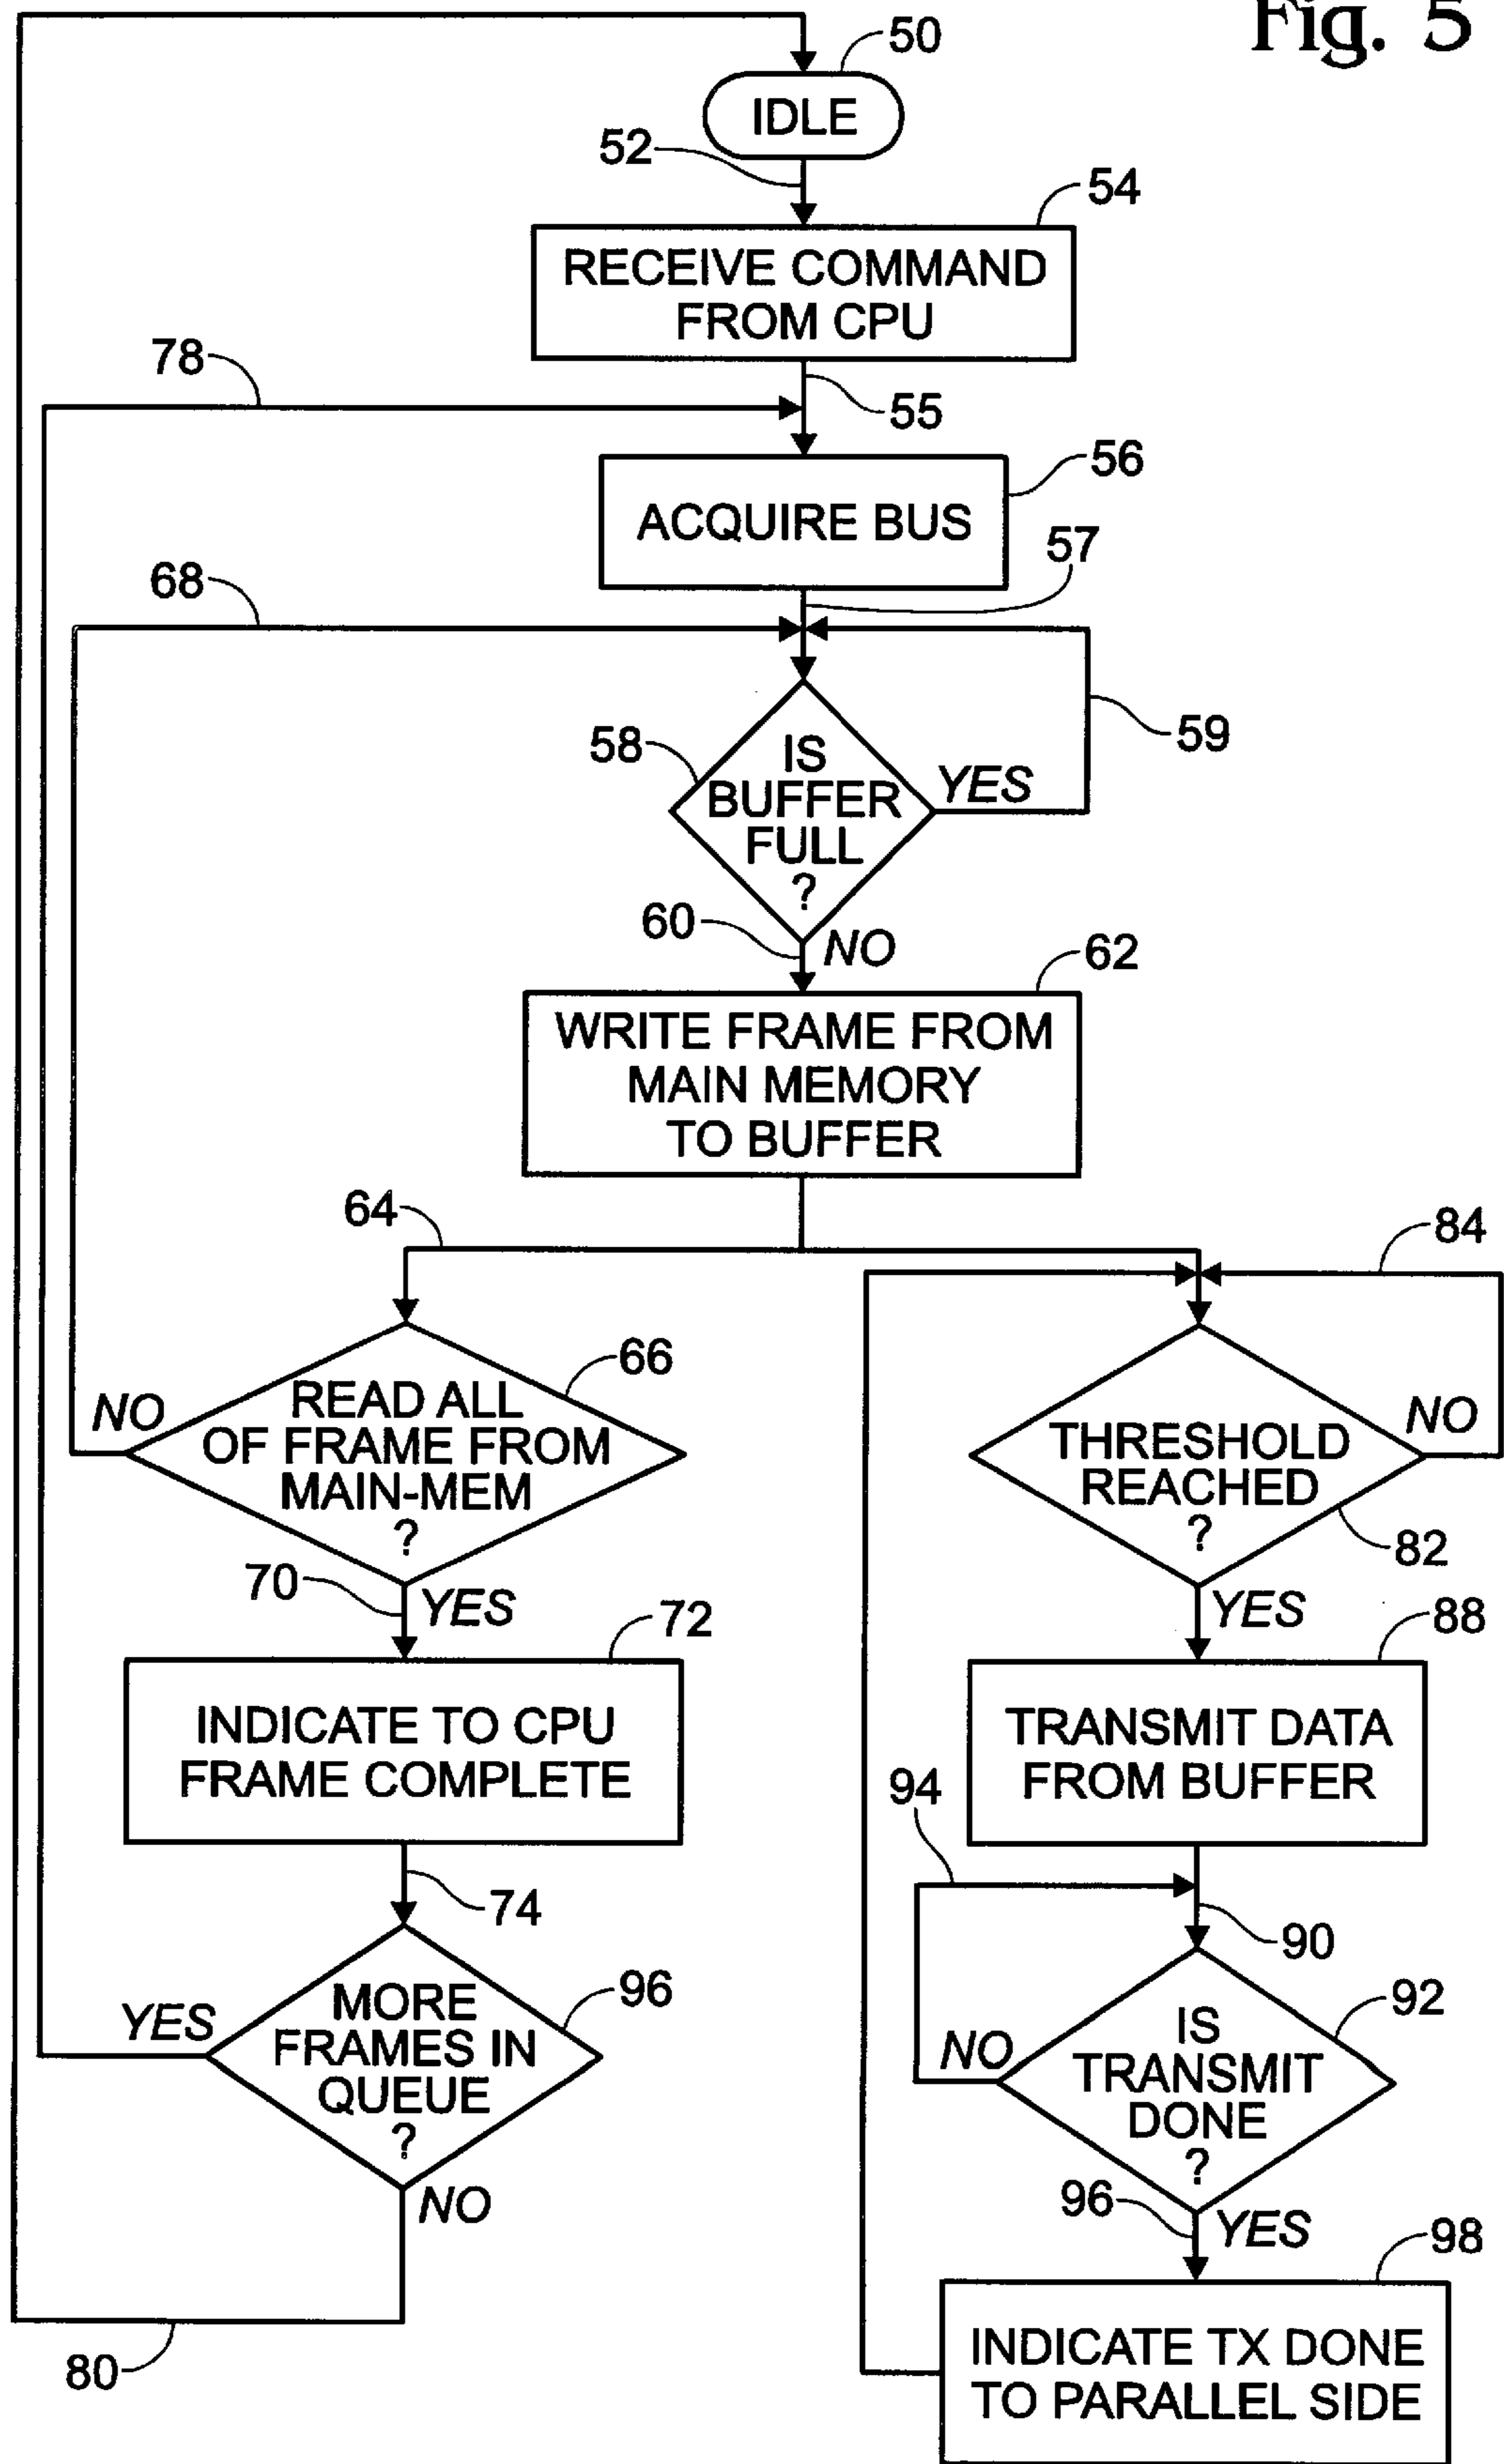 Fig. 5
50
IDLE
52
54
RECEIVE COMMAND
FROM CPU
78
55
56
ACQUIRE BUS
57
68
59
58
IS
BUFFER
FULL
?
YES
60
NO
62
WRITE FRAME FROM
MAIN MEMORY
TO BUFFER
64
84
66
NO
READ ALL
OF FRAME FROM
MAIN-MEM
?
NO
THRESHOLD
REACHED
?
82
70
YES
YES
72
88
INDICATE TO CPU
FRAME COMPLETE
TRANSMIT DATA
FROM BUFFER
94
74
90
96
YES
MORE
FRAMES IN
QUEUE
?
92
NO
IS
TRANSMIT
DONE
?
NO
96
YES
98
80
INDICATE TX DONE
TO PARALLEL SIDE